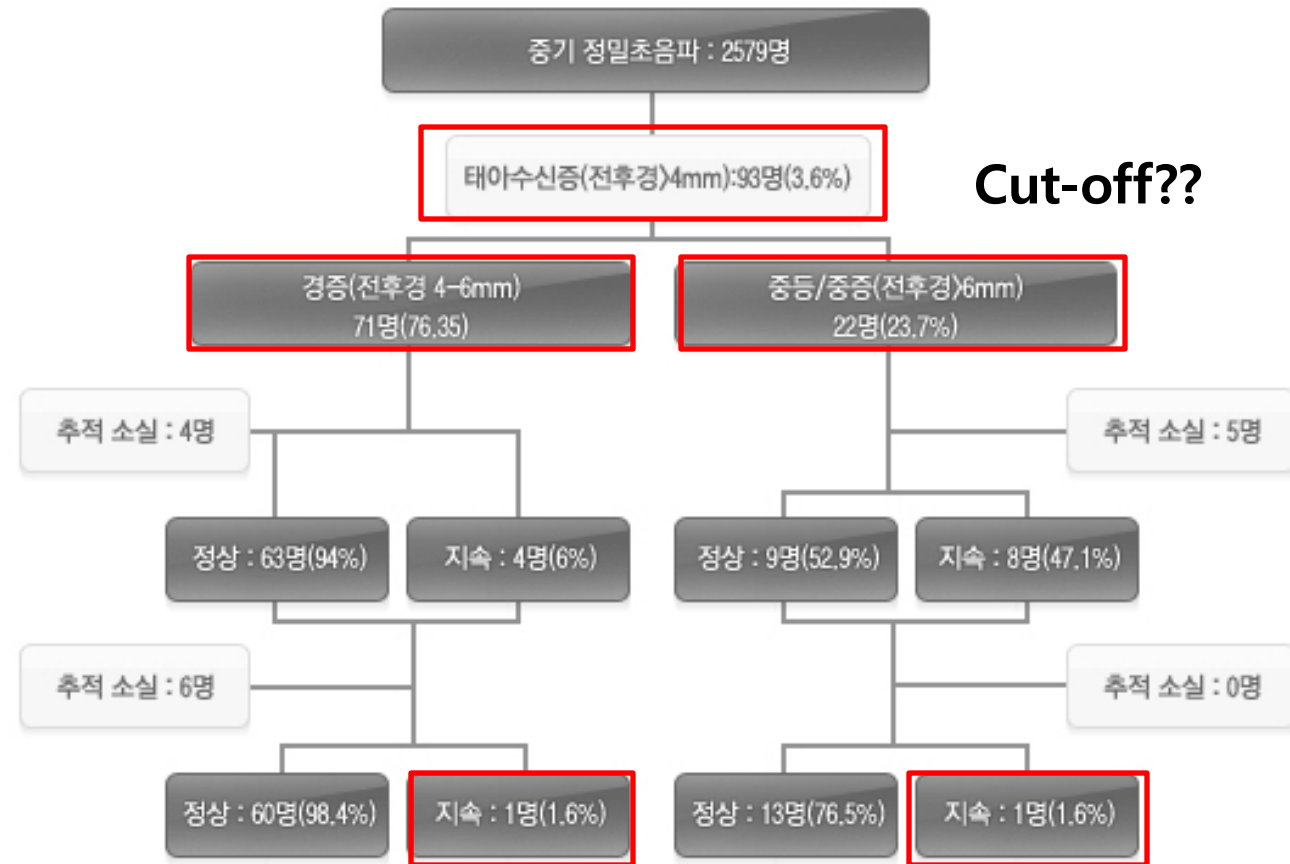 중기 정밀초음파 : 2579명
태아수신증(전후경>4mm):93명(3.6%)
Cut-off??
경증(전후경 4-6mm)
71명(76.35)
중등/중증(전후경>6mm)
22명(23.7%)
추적 소실 : 4명
추적 소실 : 5명
정상 : 63명(94%)
지속 : 4명(6%)
정상 : 9명(52.9%)
지속 : 8명(47.1%)
추적 소실 : 6명
추적 소실 : 0명
정상 : 60명(98.4%)
지속 : 1명(1.6%)
정상 : 13명(76.5%)
지속 : 1명(1.6%)